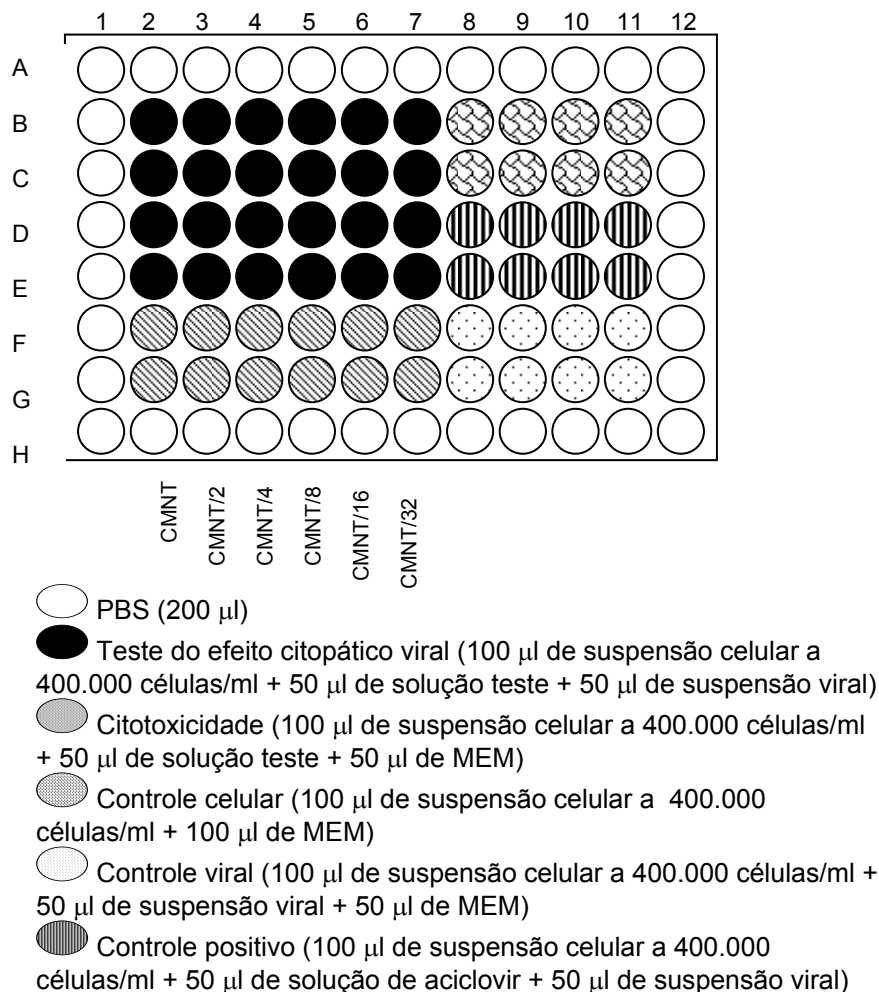 1 2 3 4 5 6 7 8 9 10 11 12
A
B
C
D
E
F
G
H
CMNT
CMNT/2
CMNT/4
CMNT/8
CMNT/16
CMNT/32
PBS (200 μl)
Teste do efeito citopático viral (100 μl de suspensão celular a
400.000 células/ml + 50 μl de solução teste + 50 μl de suspensão viral)
Citotoxicidade (100 μl de suspensão celular a 400.000 células/ml
+ 50 μl de solução teste + 50 μl de MEM)
Controle celular (100 μl de suspensão celular a 400.000
células/ml + 100 μl de MEM)
Controle viral (100 μl de suspensão celular a 400.000 células/ml +
50 μl de suspensão viral + 50 μl de MEM)
Controle positivo (100 μl de suspensão celular a 400.000
células/ml + 50 μl de solução de aciclovir + 50 μl de suspensão viral)